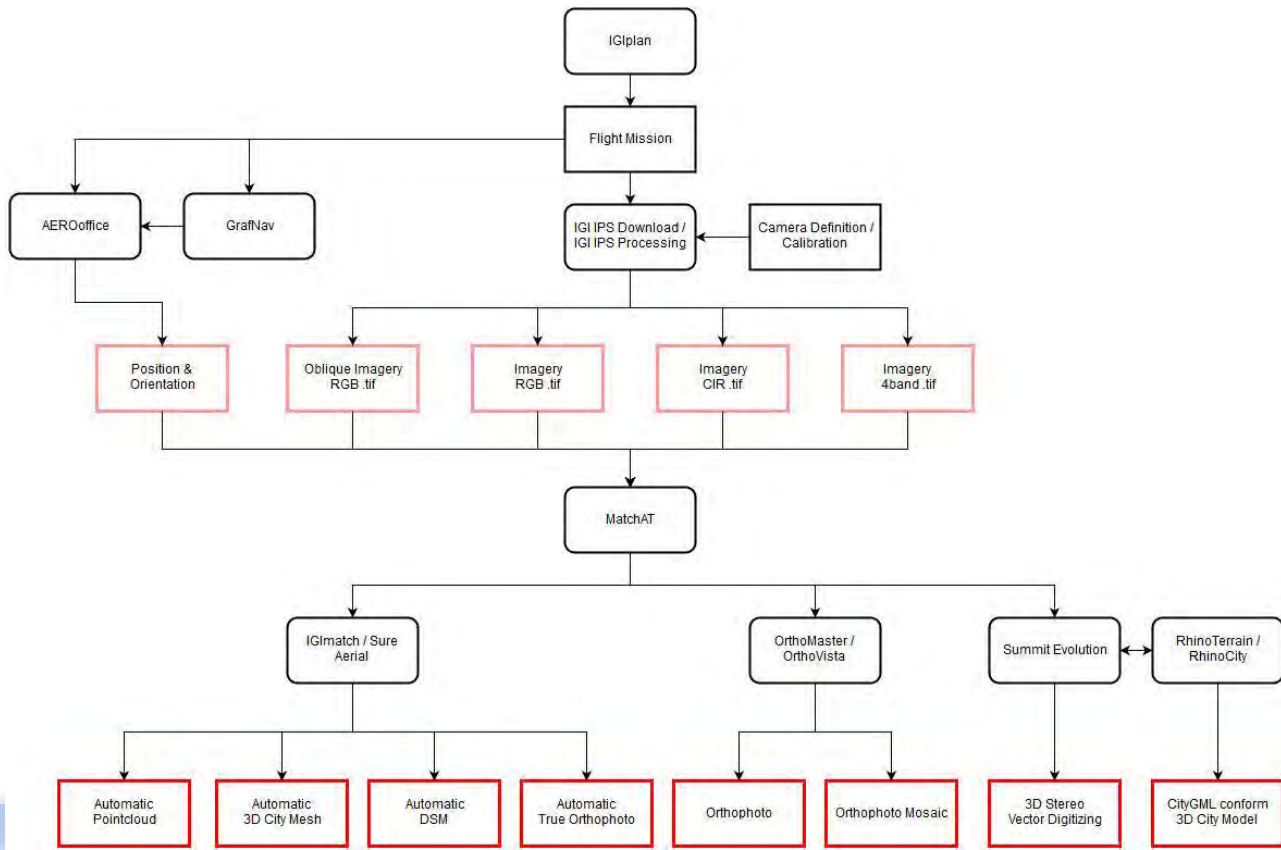 IGIplan
Flight Mission
AEROoffice
GrafNav
IGI IPS Download /
IGI IPS Processing
Camera Definition /
Calibration
Position &
Orientation
Oblique Imagery
RGB .tif
Imagery
RGB .tif
Imagery
CIR .tif
Imagery
4band .tif
MatchAT
IGImatch / Sure
Aerial
OrthoMaster /
OrthoVista
Summit Evolution
RhinoTerrain /
RhinoCity
Automatic
Pointcloud
Automatic
3D City Mesh
Automatic
DSM
Automatic
True Orthophoto
Orthophoto
Orthophoto Mosaic
3D Stereo
Vector Digitizing
CityGML conform
3D City Model